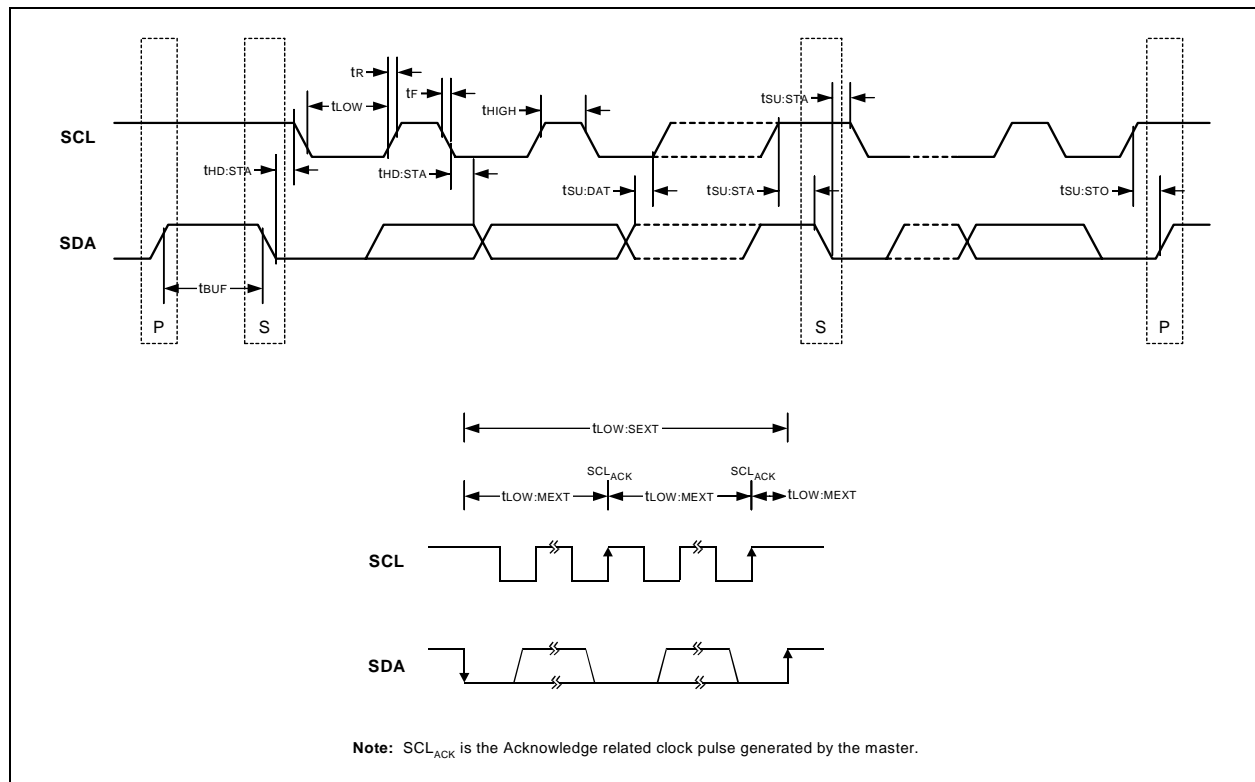 tR
tF
tLOW
tHIGH
tSU:STA
SCL
tHD:STA
tHD:STA
tSU:DAT
tSU:STA
tSU:STO
SDA
tBUF
P
S
S
P
tLOW:SEXT
SCLACK
SCLACK
tLOW:MEXT
tLOW:MEXT
tLOW:MEXT
SCL
SDA
Note: SCLACK is the Acknowledge related clock pulse generated by the master.